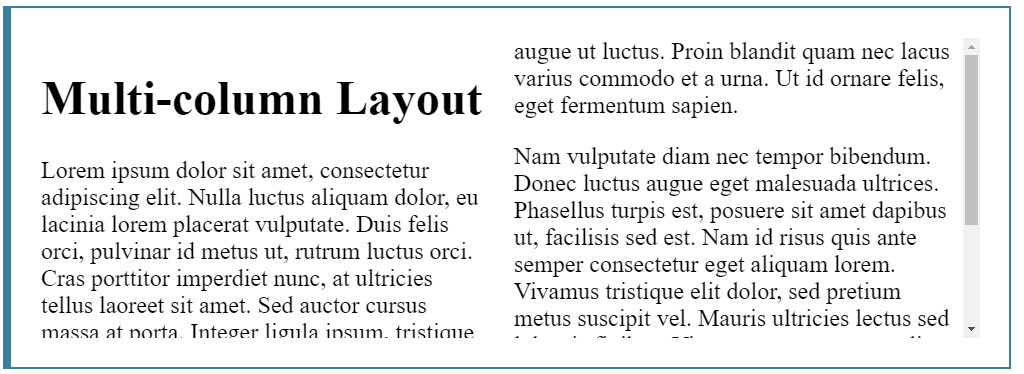 Multi-column Layout
Lorem ipsum dolor sit amet, consectetur
adipiscing elit. Nulla luctus aliquam dolor, eu
lacinia lorem placerat vulputate. Duis felis
orci, pulvinar id metus ut, rutrum luctus orci.
Cras porttitor imperdiet nunc, at ultricies
tellus laoreet sit amet. Sed auctor cursus
massa at porta. Integer ligula ipsum, tristique
augue ut luctus. Proin blandit quam nec lacus
varius commodo et a urna. Ut id ornare felis,
eget fermentum sapien.
Nam vulputate diam nec tempor bibendum.
Donec luctus augue eget malesuada ultrices.
Phasellus turpis est, posuere sit amet dapibus
ut, facilisis sed est. Nam id risus quis ante
semper consectetur eget aliquam lorem.
Vivamus tristique elit dolor, sed pretium
metus suscipit vel. Mauris ultricies lectus sed